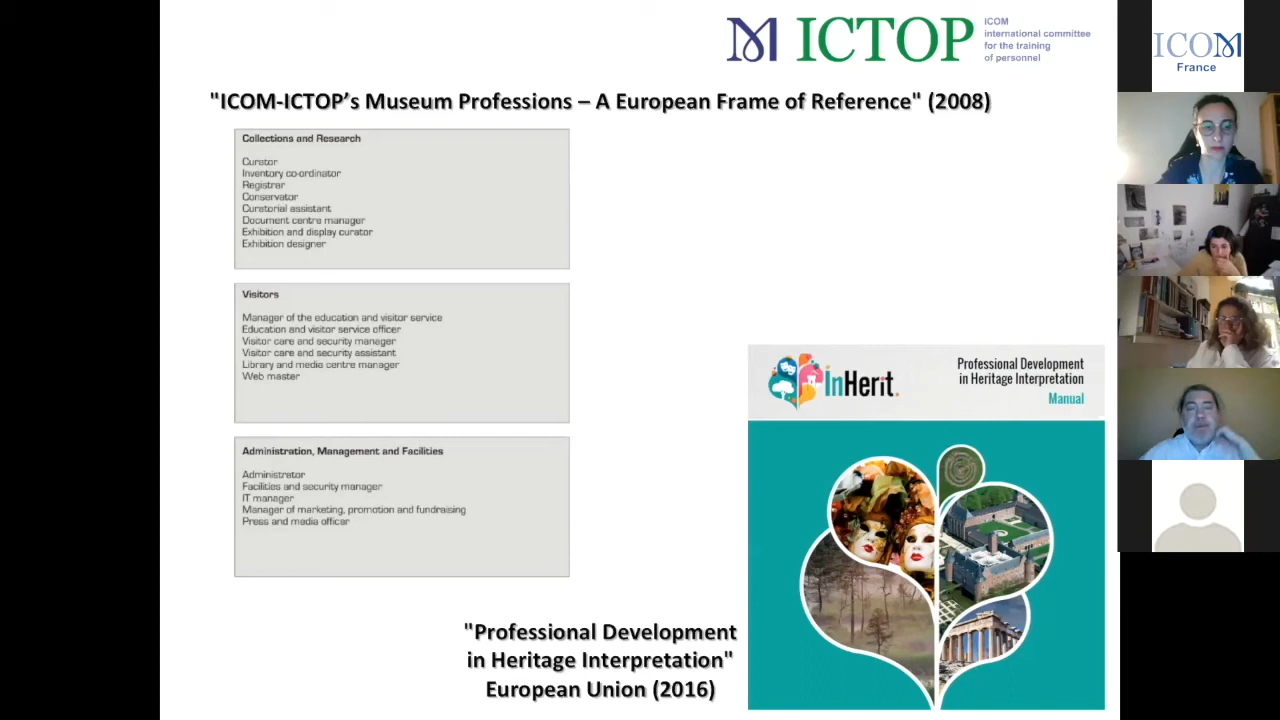 ICTOP
ICOM
international committee
for the training
of personnel
"ICOM-ICTOP’s Museum Professions – A European Frame of Reference" (2008)
Collections and Research
Curator
Inventory co-ordinator
Registrar
Conservator
Curatorial assistant
Document centre manager
Exhibition and display curator
Exhibition designer
Visitors
Manager of the education and visitor service
Education and visitor service officer
Visitor care and security manager
Visitor care and security assistant
Library and media centre manager
Web master
Administration, Management and Facilities
Administrator
Facilities and security manager
IT manager
Manager of marketing, promotion and fundraising
Press and media officer
InHerit.
Professional Development
in Heritage Interpretation
Manual
"Professional Development
in Heritage Interpretation"
European Union (2016)
ICOM
France